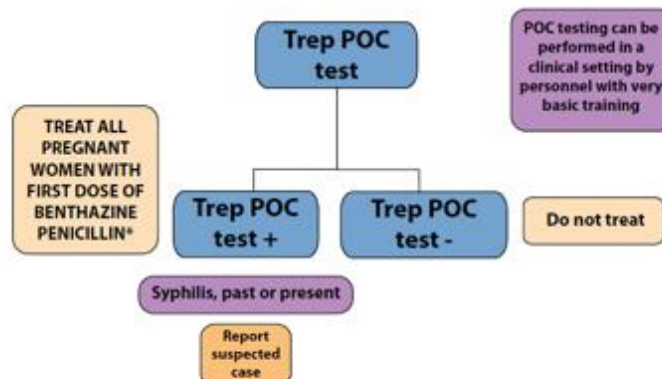 Trep POC
test
POC testing can be
performed in a
clinical setting by
personnel with very
basic training
TREAT ALL
PREGNANT
WOMEN WITH
FIRST DOSE OF
BENTHAZINE
PENICILLIN*
Trep POC
test +
Trep POC
test -
Do not treat
Syphilis, past or present
Report
suspected
case